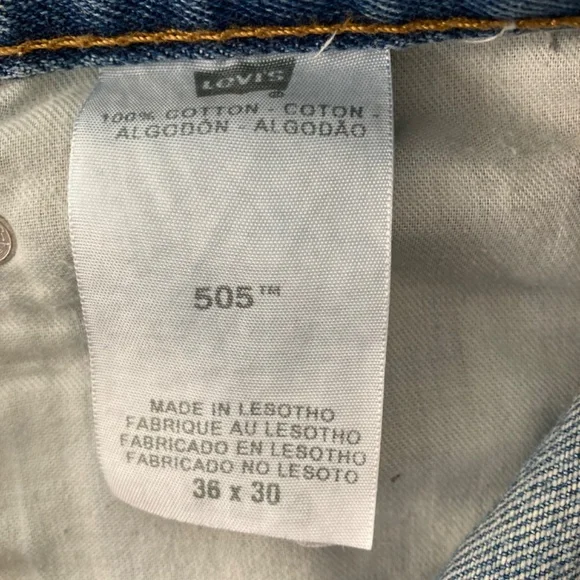 LOVI'S
®
100% COTTON - COTON -
ALGODÓN - ALGODÃO
505™
MADE IN LESOTHO
FABRIQUE AU LESOTHO
FABRICADO EN LESOTHO
FABRICADO NO LESOTO
36 x 30